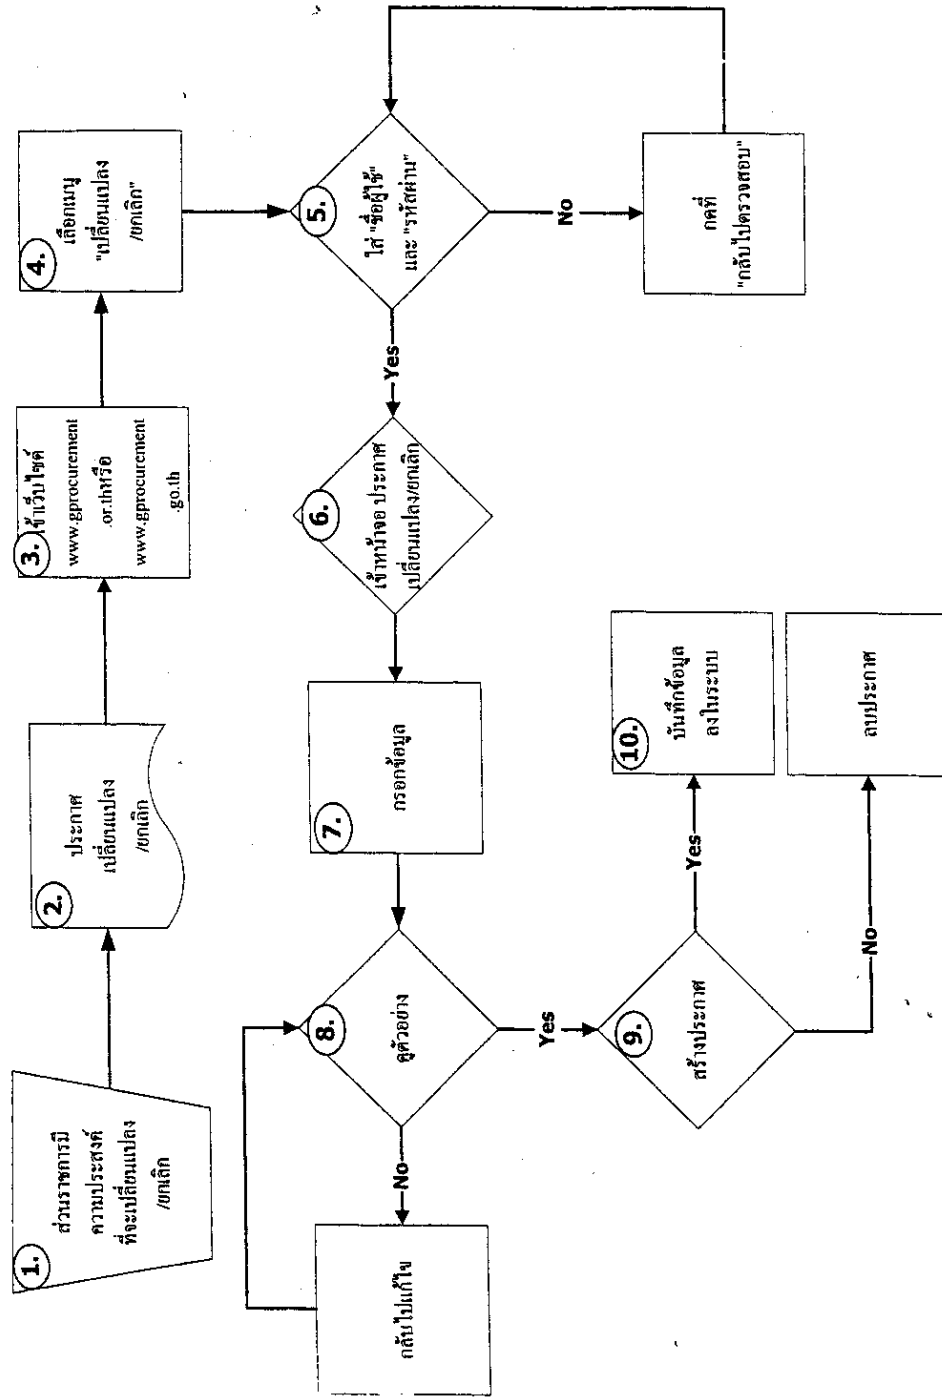 1.
ส่วนราชการมี
ความประสงค์
ที่จะเปลี่ยนแปลง
/ยกเลิก
2.
ประกาศ
เปลี่ยนแปลง
/ยกเลิก
3.
เข้าเว็บไซต์
www.gprocurement
.or.thหรือ
www.gprocurement
.go.th
4.
เลือกเมนู
"เปลี่ยนแปลง
/ยกเลิก"
5.
ใส่ "ชื่อผู้ใช้"
และ "รหัสผ่าน"
No
กดที่
"กลับไปตรวจสอบ"
Yes
6.
เข้าหน้าจอ ประกาศ
เปลี่ยนแปลง/ยกเลิก
7.
กรอกข้อมูล
8.
ดูตัวอย่าง
No
กลับไปแก้ไข
Yes
9.
สร้างประกาศ
Yes
10.
บันทึกข้อมูล
ลงในระบบ
No
ลบประกาศ